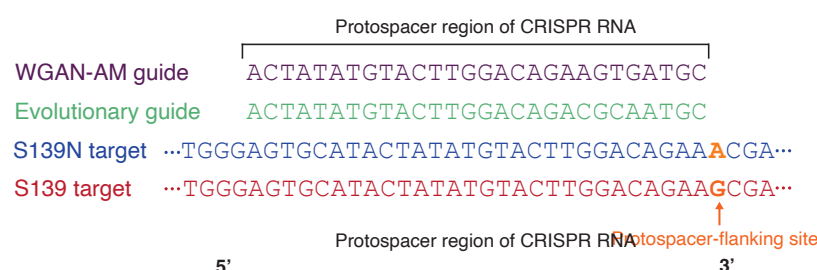 Protospacer region of CRISPR RNA
WGAN-AM guide ACTATATGTACTTGGACAGAAGTGATGC
Evolutionary guide ACTATATGTACTTGGACAGACGCAATGC
S139N target ···TGGGAGTGCATACTATATGTACTTGGACAGAAACGA···
S139 target ···TGGGAGTGCATACTATATGTACTTGGACAGAAGCGA···
Protospacer region of CRISPR RNA
Protospacer-flanking site
5' 3'